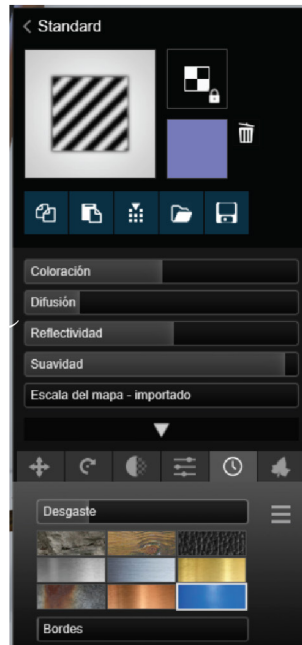 Standard
Coloración
Difusión
Reflectividad
Suavidad
Escala del mapa - importado
Desgaste
Bordes